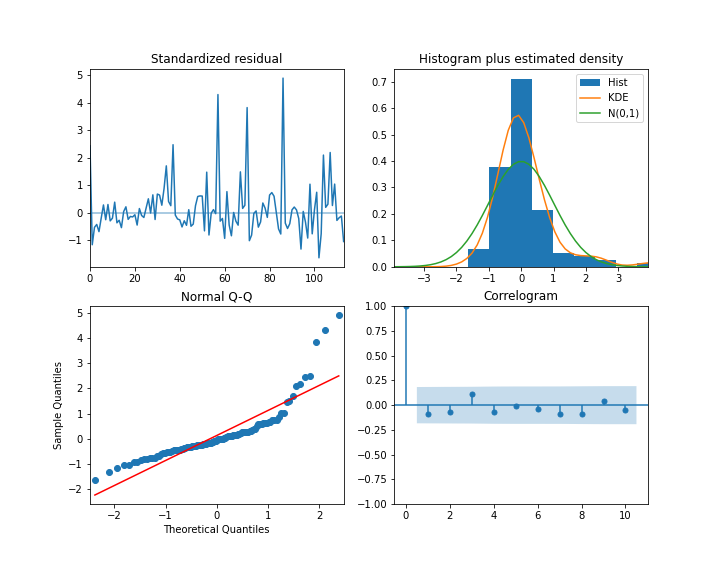 Standardized residual
5
4
3
2
1
0
−1
0 20 40 60 80 100
Histogram plus estimated density
Hist
KDE
N(0,1)
0.7
0.6
0.5
0.4
0.3
0.2
0.1
0.0
−3 −2 −1 0 1 2 3
Normal Q-Q
Sample Quantiles
5
4
3
2
1
0
−1
−2
−2 −1 0 1 2
Theoretical Quantiles
Correlogram
1.00
0.75
0.50
0.25
0.00
−0.25
−0.50
−0.75
−1.00
0 2 4 6 8 10